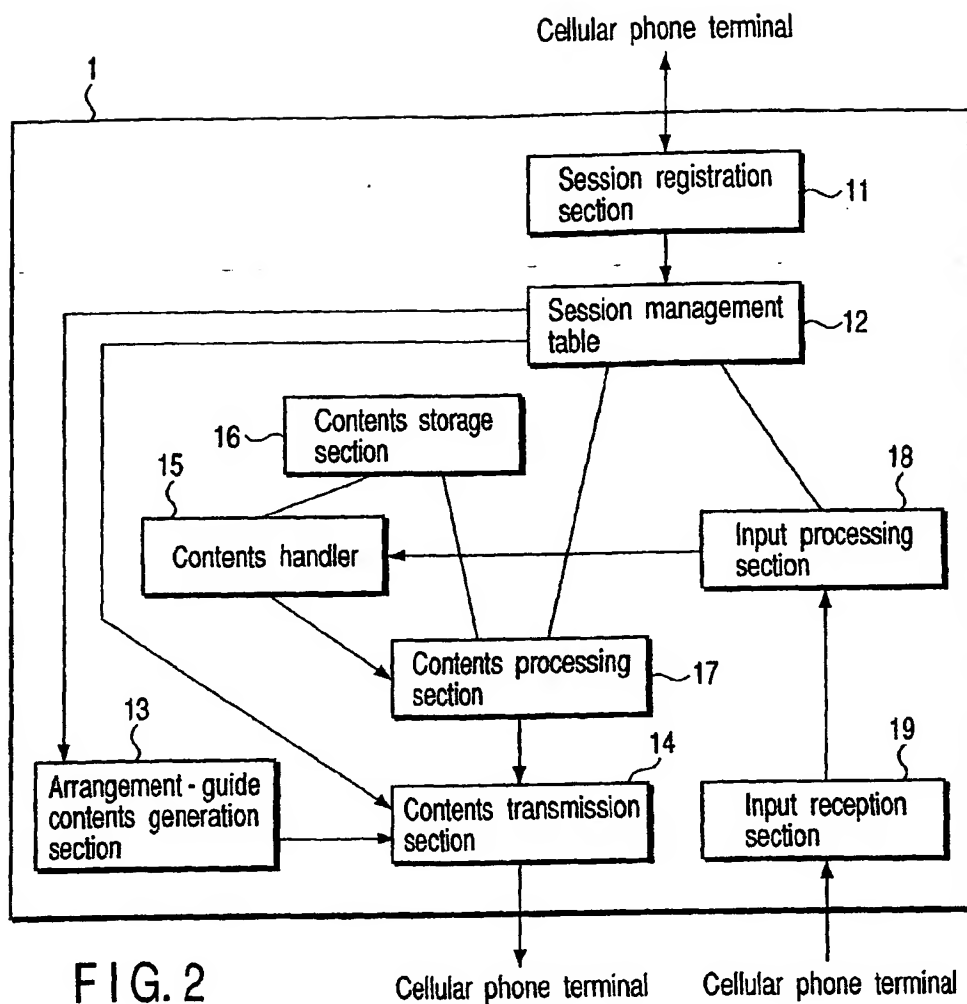 Cellular phone terminal
1
Session registration
section
11
Session management
table
12
Contents storage
section
16
15
18
Contents handler
Input processing
section
Contents processing
section
17
13
14
19
Arrangement-guide
contents generation
section
Contents transmission
section
Input reception
section
FIG. 2
Cellular phone terminal
Cellular phone terminal